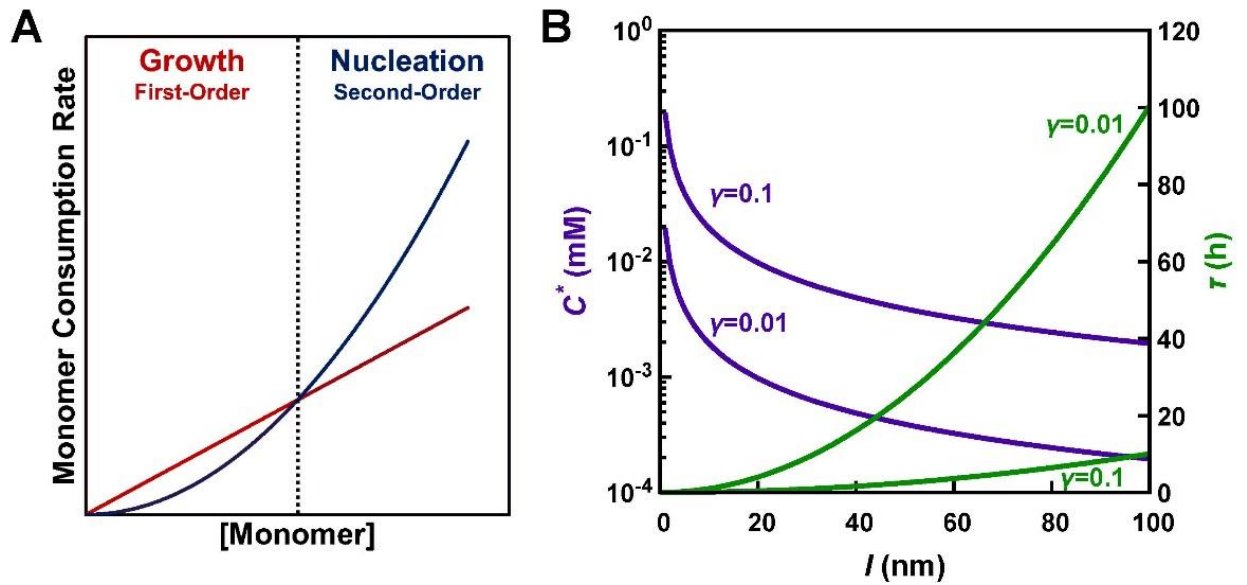 A
Growth
First-Order
Nucleation
Second-Order
Monomer Consumption Rate
[Monomer]
B
10⁰
10⁻¹
10⁻²
10⁻³
10⁻⁴
C* (mM)
γ=0.1
γ=0.01
γ=0.01
γ=0.1
120
100
80
60
40
20
0
τ (h)
0 20 40 60 80 100
l (nm)